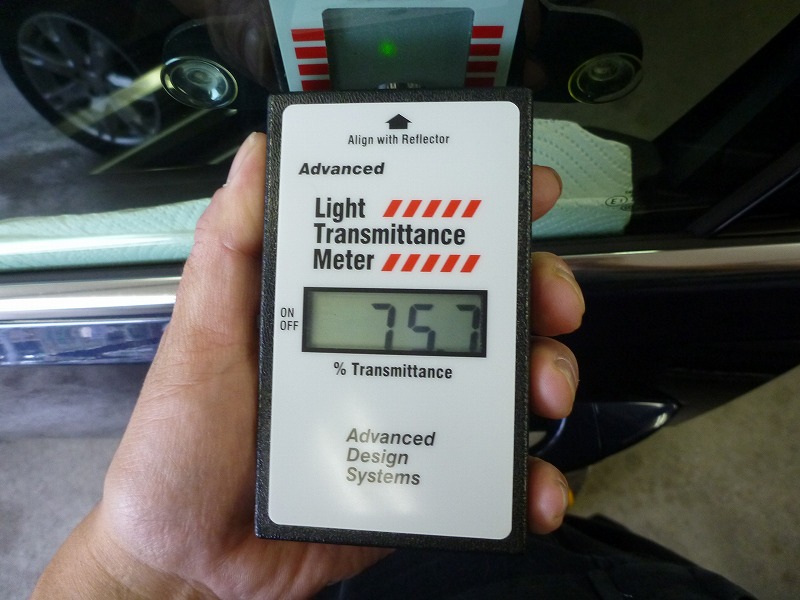 Align with Reflector
Advanced
Light
Transmittance
Meter
ON
OFF
75.7
% Transmittance
Advanced
Design
Systems